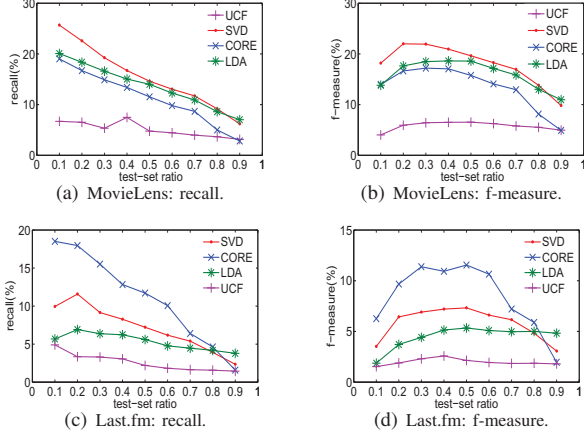 30
20
10
0
recall(%)
0 0.1 0.2 0.3 0.4 0.5 0.6 0.7 0.8 0.9 1
test-set ratio
UCF
SVD
CORE
LDA
(a) MovieLens: recall.
30
20
10
0
f-measure(%)
0 0.1 0.2 0.3 0.4 0.5 0.6 0.7 0.8 0.9 1
test-set ratio
UCF
SVD
CORE
LDA
(b) MovieLens: f-measure.
20
15
10
5
0
recall(%)
0 0.1 0.2 0.3 0.4 0.5 0.6 0.7 0.8 0.9 1
test-set ratio
SVD
CORE
LDA
UCF
(c) Last.fm: recall.
15
10
5
0
f-measure(%)
0 0.1 0.2 0.3 0.4 0.5 0.6 0.7 0.8 0.9 1
test-set ratio
SVD
CORE
LDA
UCF
(d) Last.fm: f-measure.